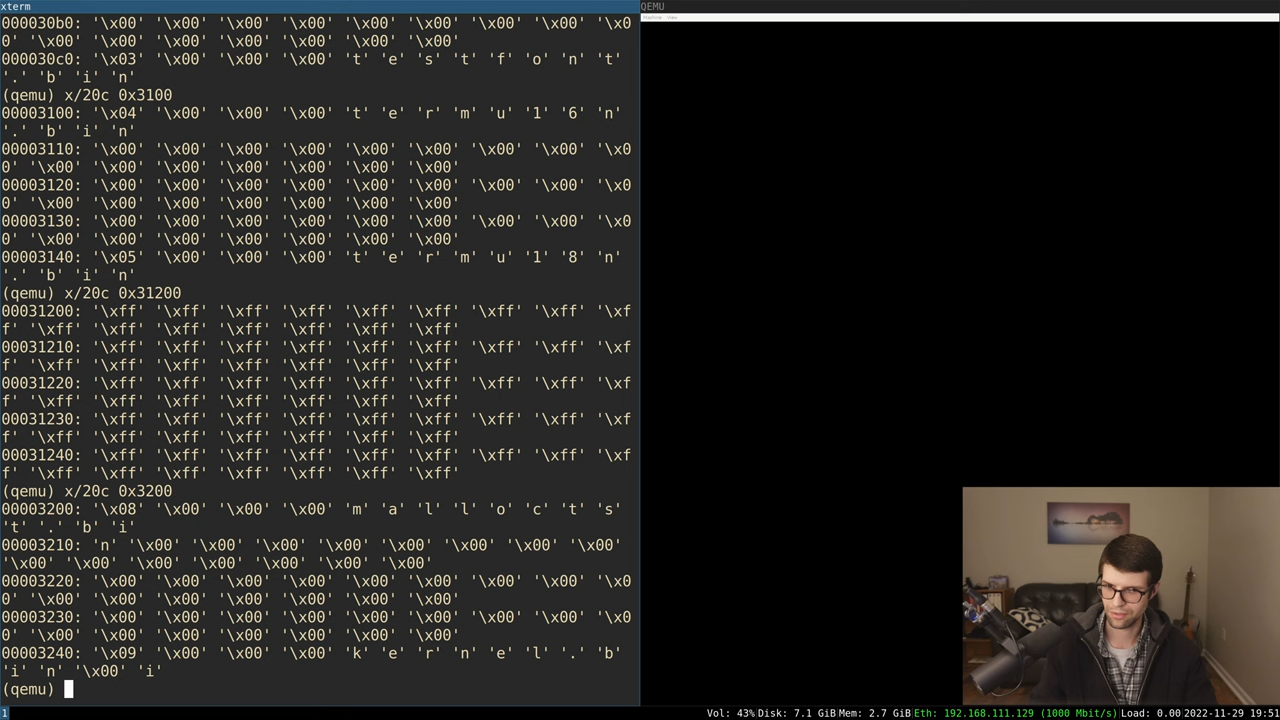 xterm
000030b0: '\x00' '\x00' '\x00' '\x00' '\x00' '\x00' '\x00' '\x00' '\x0
0' '\x00' '\x00' '\x00' '\x00' '\x00' '\x00' '\x00'
000030c0: '\x03' '\x00' '\x00' '\x00' 't' 'e' 's' 't' 'f' 'o' 'n' 't'
'.' 'b' 'i' 'n'
(qemu) x/20c 0x3100
00003100: '\x04' '\x00' '\x00' '\x00' 't' 'e' 'r' 'm' 'u' '1' '6' 'n'
'.' 'b' 'i' 'n'
00003110: '\x00' '\x00' '\x00' '\x00' '\x00' '\x00' '\x00' '\x00' '\x0
0' '\x00' '\x00' '\x00' '\x00' '\x00' '\x00' '\x00'
00003120: '\x00' '\x00' '\x00' '\x00' '\x00' '\x00' '\x00' '\x00' '\x0
0' '\x00' '\x00' '\x00' '\x00' '\x00' '\x00' '\x00'
00003130: '\x00' '\x00' '\x00' '\x00' '\x00' '\x00' '\x00' '\x00' '\x0
0' '\x00' '\x00' '\x00' '\x00' '\x00' '\x00' '\x00'
00003140: '\x05' '\x00' '\x00' '\x00' 't' 'e' 'r' 'm' 'u' '1' '8' 'n'
'.' 'b' 'i' 'n'
(qemu) x/20c 0x31200
00031200: '\xff' '\xff' '\xff' '\xff' '\xff' '\xff' '\xff' '\xff' '\xf
f' '\xff' '\xff' '\xff' '\xff' '\xff' '\xff'
00031210: '\xff' '\xff' '\xff' '\xff' '\xff' '\xff' '\xff' '\xff' '\xf
f' '\xff' '\xff' '\xff' '\xff' '\xff' '\xff'
00031220: '\xff' '\xff' '\xff' '\xff' '\xff' '\xff' '\xff' '\xff' '\xf
f' '\xff' '\xff' '\xff' '\xff' '\xff' '\xff'
00031230: '\xff' '\xff' '\xff' '\xff' '\xff' '\xff' '\xff' '\xff' '\xf
f' '\xff' '\xff' '\xff' '\xff' '\xff' '\xff'
00031240: '\xff' '\xff' '\xff' '\xff' '\xff' '\xff' '\xff' '\xff' '\xf
f' '\xff' '\xff' '\xff' '\xff' '\xff' '\xff'
(qemu) x/20c 0x3200
00003200: '\x08' '\x00' '\x00' '\x00' 'm' 'a' 'l' 'l' 'o' 'c' 't' 's'
't' '.' 'b' 'i'
00003210: 'n' '\x00' '\x00' '\x00' '\x00' '\x00' '\x00' '\x00' '\x00'
'\x00' '\x00' '\x00' '\x00' '\x00' '\x00' '\x00'
00003220: '\x00' '\x00' '\x00' '\x00' '\x00' '\x00' '\x00' '\x00' '\x0
0' '\x00' '\x00' '\x00' '\x00' '\x00' '\x00' '\x00'
00003230: '\x00' '\x00' '\x00' '\x00' '\x00' '\x00' '\x00' '\x00' '\x0
0' '\x00' '\x00' '\x00' '\x00' '\x00' '\x00' '\x00'
00003240: '\x09' '\x00' '\x00' '\x00' 'k' 'e' 'r' 'n' 'e' 'l' '.' 'b'
'i' 'n' '\x00' 'i'
(qemu)
QEMU
Machine View
1
Vol: 43% Disk: 7.1 GiB Mem: 2.7 GiB Eth: 192.168.111.129 (1000 Mbit/s) Load: 0.00 2022-11-29 19:51